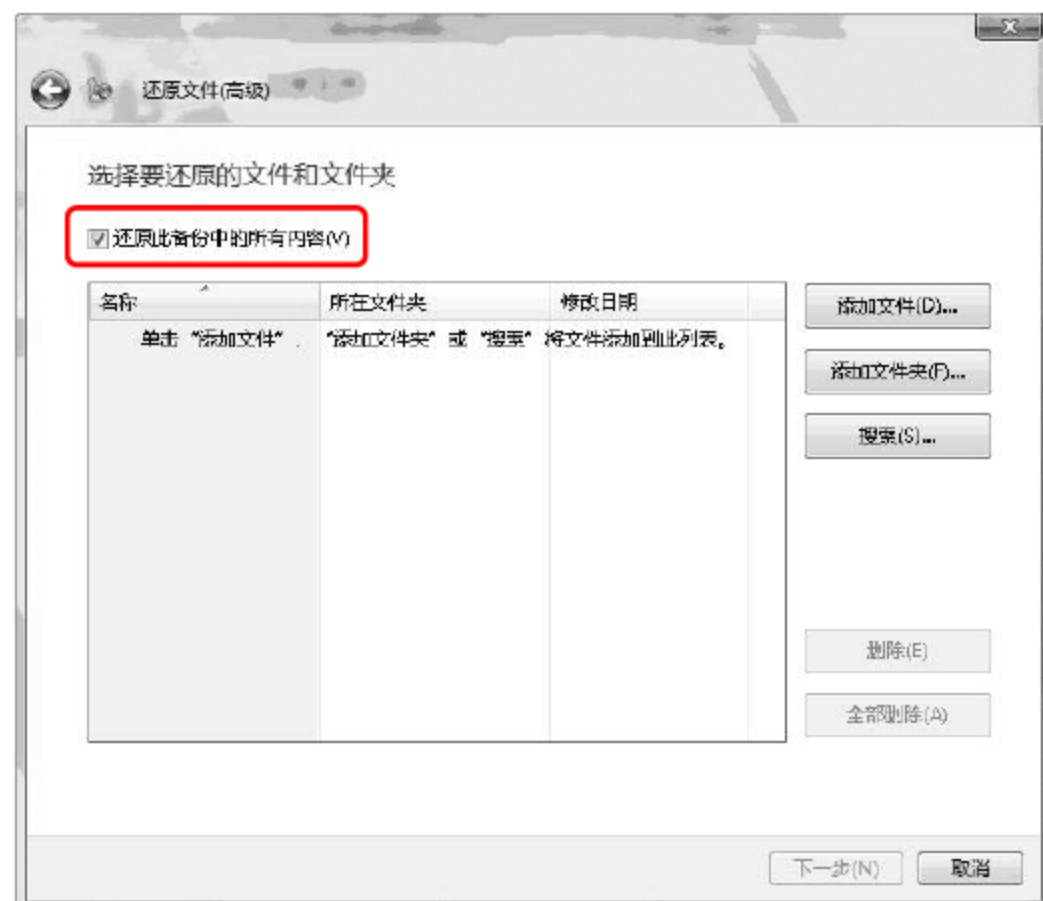 还原文件(高级)
选择要还原的文件和文件夹
还原此备份中的所有内容(V)
名称 所在文件夹 修改日期
单击 "添加文件" . "添加文件夹" 或 "搜索" 将文件添加到此列表。
添加文件(D)...
添加文件夹(F)...
搜索(S)...
删除(E)
全部删除(A)
下一步(N) 取消